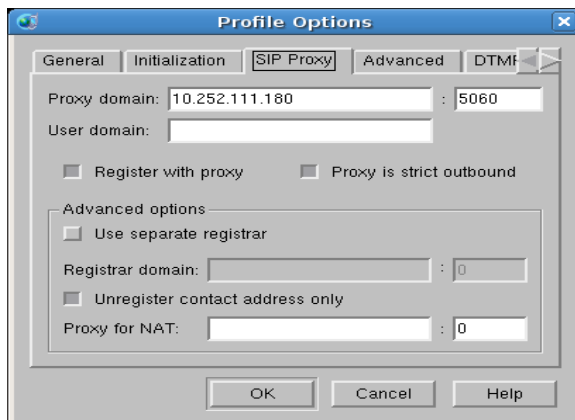 Profile Options
General Initialization SIP Proxy Advanced
Proxy domain: 10.252.111.180 : 5060
User domain:
Register with proxy Proxy is strict outbound
Advanced options
Use separate registrar
Registrar domain: : 0
Unregister contact address only
Proxy for NAT: : 0
OK Cancel Help